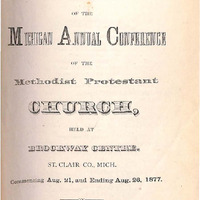 OF THE
MICHIGAN ANNUAL CONFERENCE
OF THE
Methodist Protestant
CHURCH,
HELD AT
BROCKWAY CENTRE.
ST. CLAIR CO., MICH.
Commencing Aug. 21, and Ending Aug. 26, 1877.